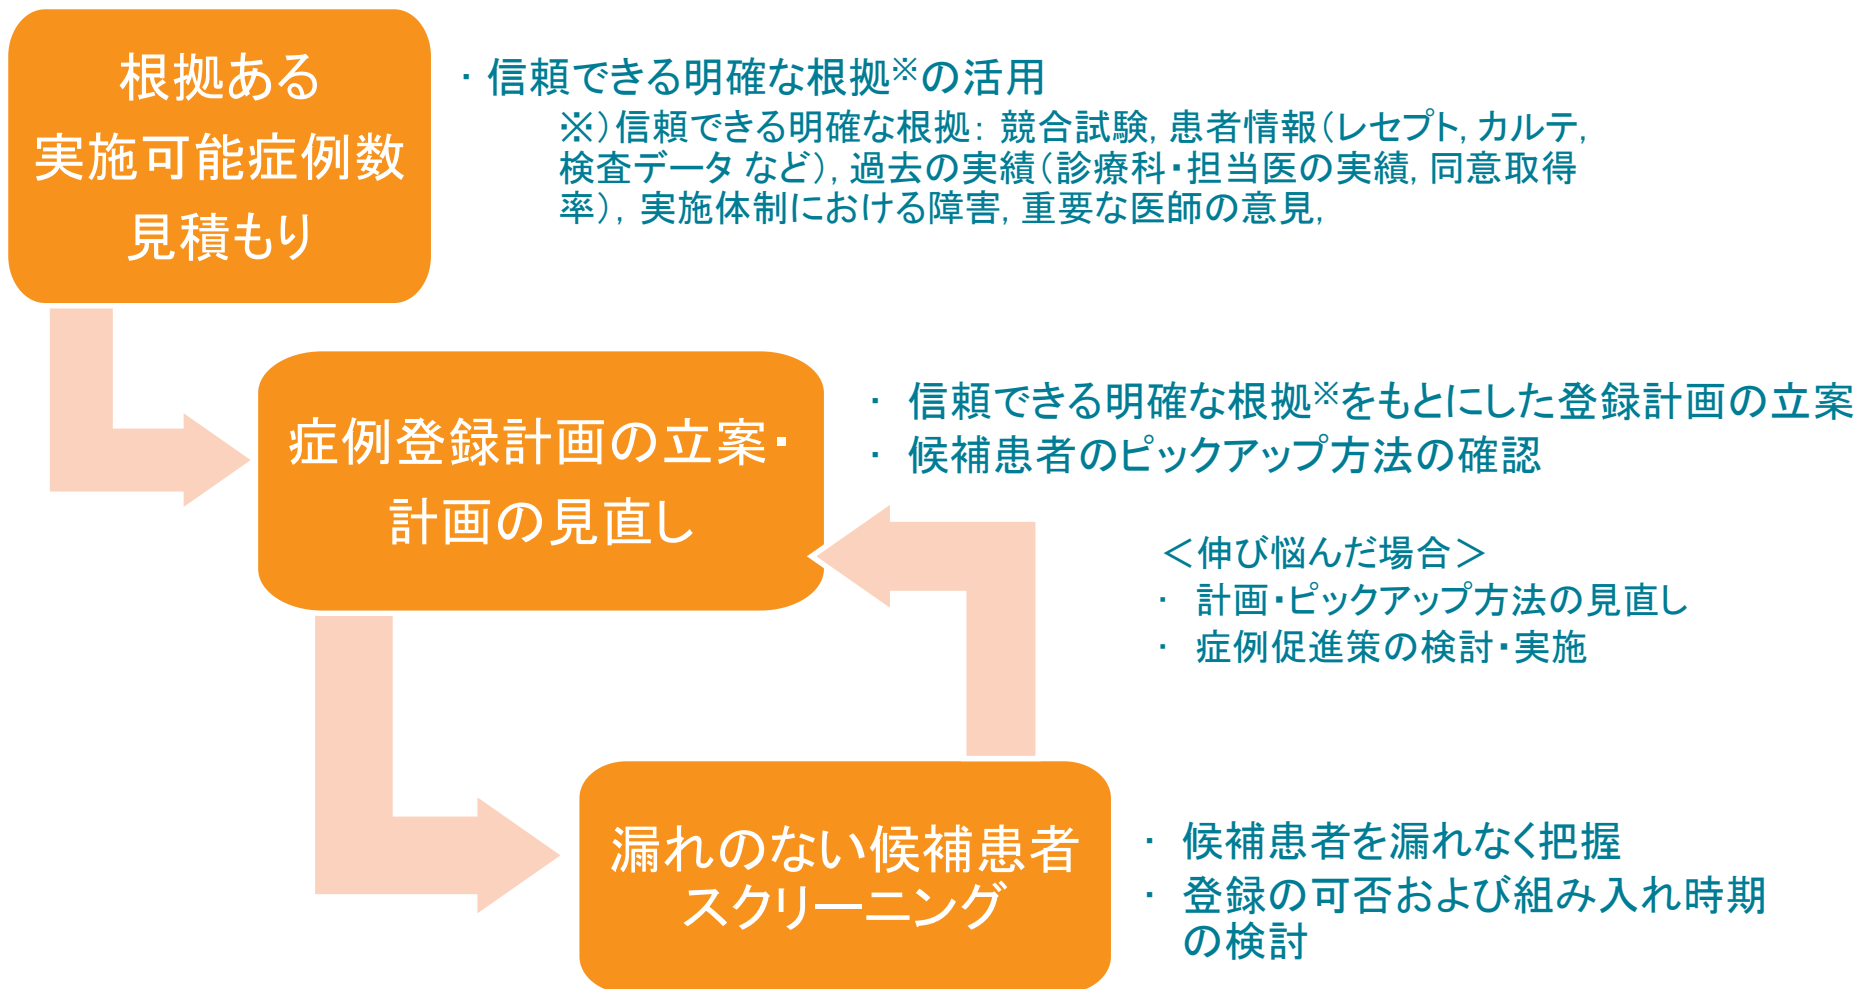 根拠ある
実施可能症例数
見積もり
・信頼できる明確な根拠※の活用
※）信頼できる明確な根拠： 競合試験, 患者情報（レセプト, カルテ,
検査データ など）, 過去の実績（診療科・担当医の実績, 同意取得
率）, 実施体制における障害, 重要な医師の意見,
症例登録計画の立案・
計画の見直し
・ 信頼できる明確な根拠※をもとにした登録計画の立案
・ 候補患者のピックアップ方法の確認
＜伸び悩んだ場合＞
・ 計画・ピックアップ方法の見直し
・ 症例促進策の検討・実施
漏れのない候補患者
スクリーニング
・ 候補患者を漏れなく把握
・ 登録の可否および組み入れ時期
の検討